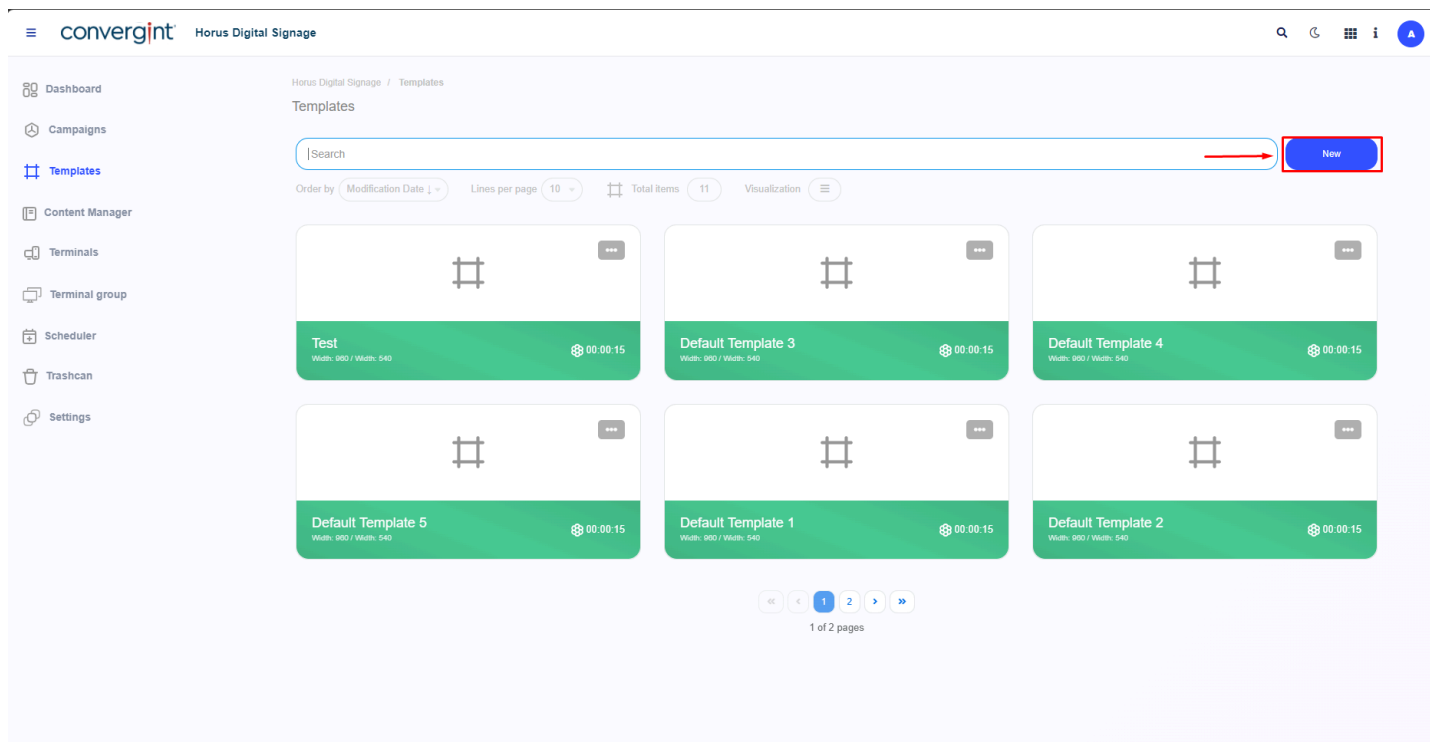 convergint Horus Digital Signage
i A
Dashboard
Campaigns
Templates
Content Manager
Terminals
Terminal group
Scheduler
Trashcan
Settings
Horus Digital Signage / Templates
Templates
Search
New
Order by Modification Date ↓ Lines per page 10 Total items 11 Visualization
Test
Width: 960 / Width: 540
00:00:15
Default Template 3
Width: 960 / Width: 540
00:00:15
Default Template 4
Width: 960 / Width: 540
00:00:15
Default Template 5
Width: 960 / Width: 540
00:00:15
Default Template 1
Width: 960 / Width: 540
00:00:15
Default Template 2
Width: 960 / Width: 540
00:00:15
« ‹ 1 2 › »
1 of 2 pages